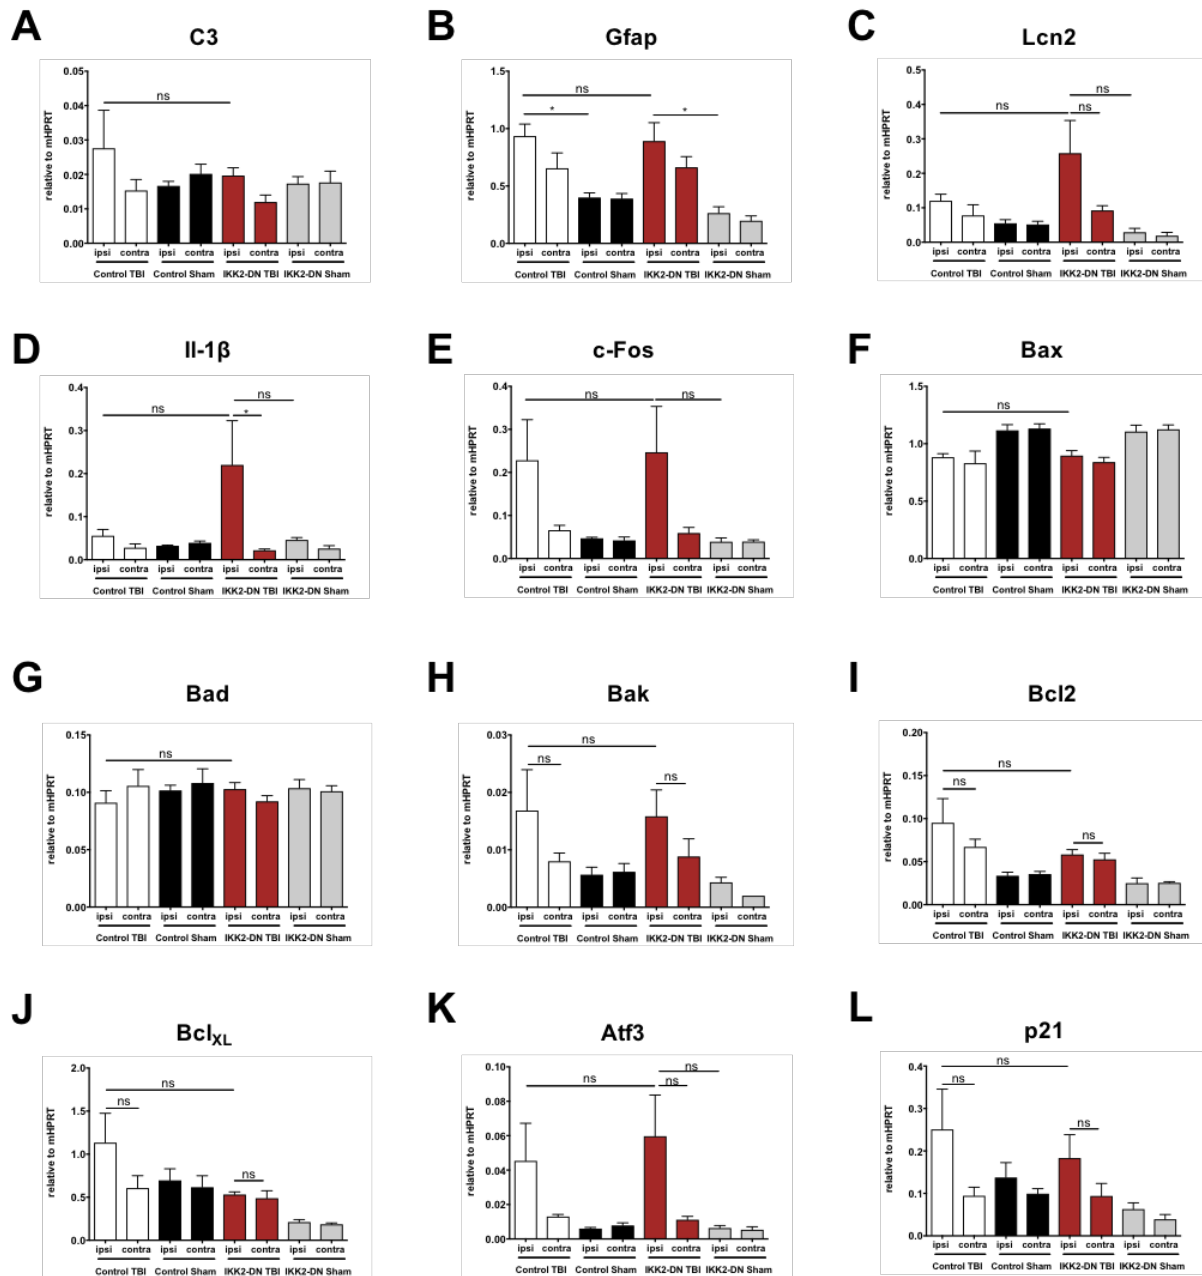 A
C3
relative to mHPRT
0.05
0.04
0.03
0.02
0.01
0.00
ns
ipsi contra ipsi contra ipsi contra ipsi contra
Control TBI Control Sham IKK2-DN TBI IKK2-DN Sham
B
Gfap
relative to mHPRT
1.5
1.0
0.5
0.0
ns
* *
ipsi contra ipsi contra ipsi contra ipsi contra
Control TBI Control Sham IKK2-DN TBI IKK2-DN Sham
C
Lcn2
relative to mHPRT
0.5
0.4
0.3
0.2
0.1
0.0
ns
ns ns
ipsi contra ipsi contra ipsi contra ipsi contra
Control TBI Control Sham IKK2-DN TBI IKK2-DN Sham
D
Il-1β
relative to mHPRT
0.4
0.3
0.2
0.1
0.0
ns
ns *
ipsi contra ipsi contra ipsi contra ipsi contra
Control TBI Control Sham IKK2-DN TBI IKK2-DN Sham
E
c-Fos
relative to mHPRT
0.4
0.3
0.2
0.1
0.0
ns ns
ipsi contra ipsi contra ipsi contra ipsi contra
Control TBI Control Sham IKK2-DN TBI IKK2-DN Sham
F
Bax
relative to mHPRT
1.5
1.0
0.5
0.0
ns
ipsi contra ipsi contra ipsi contra ipsi contra
Control TBI Control Sham IKK2-DN TBI IKK2-DN Sham
G
Bad
relative to mHPRT
0.15
0.10
0.05
0.00
ns
ipsi contra ipsi contra ipsi contra ipsi contra
Control TBI Control Sham IKK2-DN TBI IKK2-DN Sham
H
Bak
relative to mHPRT
0.03
0.02
0.01
0.00
ns
ns ns
ipsi contra ipsi contra ipsi contra ipsi contra
Control TBI Control Sham IKK2-DN TBI IKK2-DN Sham
I
Bcl2
relative to mHPRT
0.20
0.15
0.10
0.05
0.00
ns
ns
ns
ipsi contra ipsi contra ipsi contra ipsi contra
Control TBI Control Sham IKK2-DN TBI IKK2-DN Sham
J
BclXL
relative to mHPRT
2.0
1.5
1.0
0.5
0.0
ns
ns
ns
ipsi contra ipsi contra ipsi contra ipsi contra
Control TBI Control Sham IKK2-DN TBI IKK2-DN Sham
K
Atf3
relative to mHPRT
0.10
0.08
0.06
0.04
0.02
0.00
ns
ns ns
ipsi contra ipsi contra ipsi contra ipsi contra
Control TBI Control Sham IKK2-DN TBI IKK2-DN Sham
L
p21
relative to mHPRT
0.4
0.3
0.2
0.1
0.0
ns
ns
ns
ipsi contra ipsi contra ipsi contra ipsi contra
Control TBI Control Sham IKK2-DN TBI IKK2-DN Sham